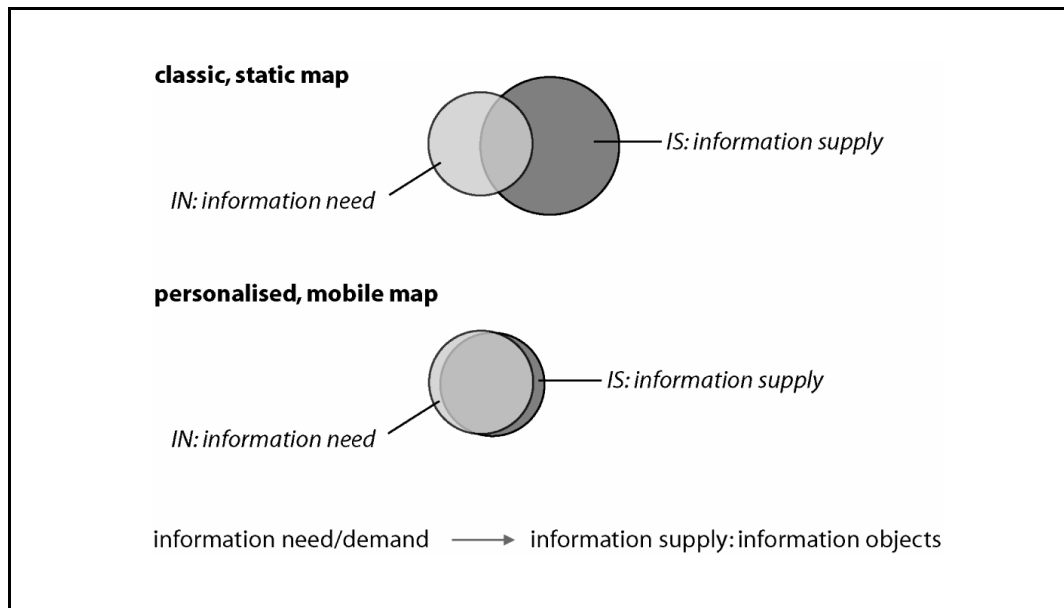 classic, static map
IS: information supply
IN: information need
personalised, mobile map
IS: information supply
IN: information need
information need/demand → information supply: information objects